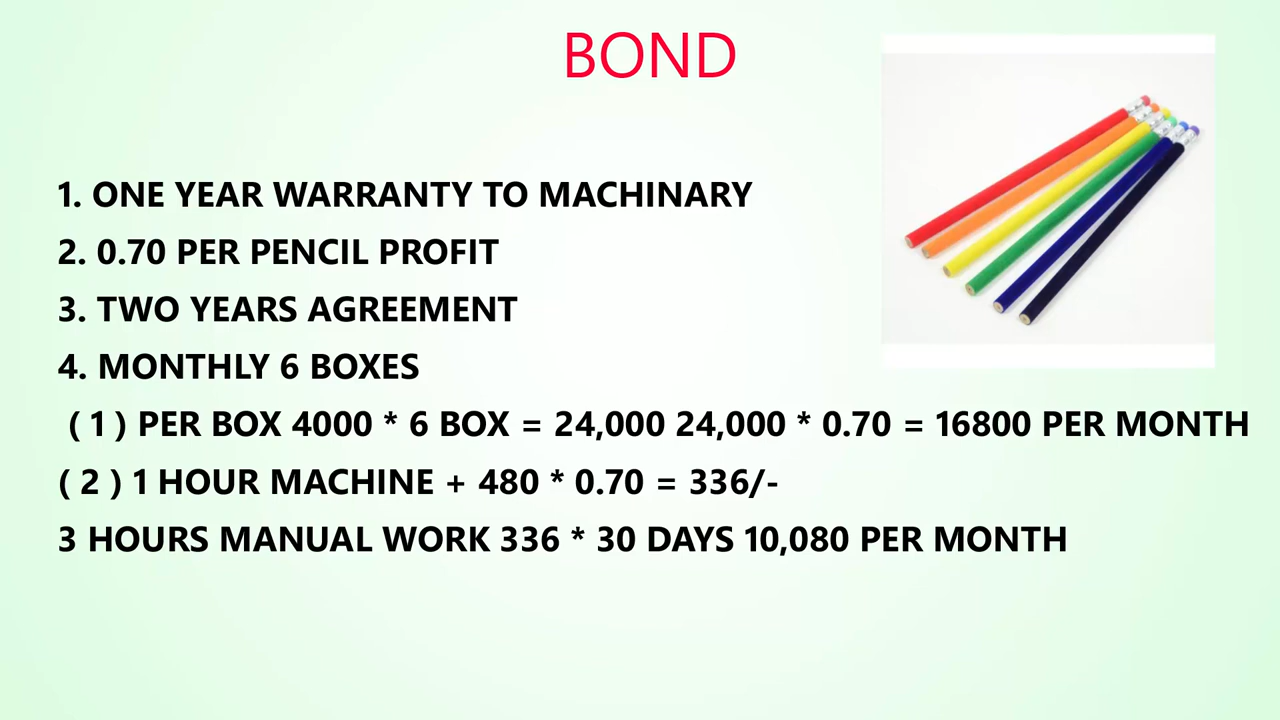 BOND
1. ONE YEAR WARRANTY TO MACHINARY
2. 0.70 PER PENCIL PROFIT
3. TWO YEARS AGREEMENT
4. MONTHLY 6 BOXES
( 1 ) PER BOX 4000 * 6 BOX = 24,000 24,000 * 0.70 = 16800 PER MONTH
( 2 ) 1 HOUR MACHINE + 480 * 0.70 = 336/-
3 HOURS MANUAL WORK 336 * 30 DAYS 10,080 PER MONTH